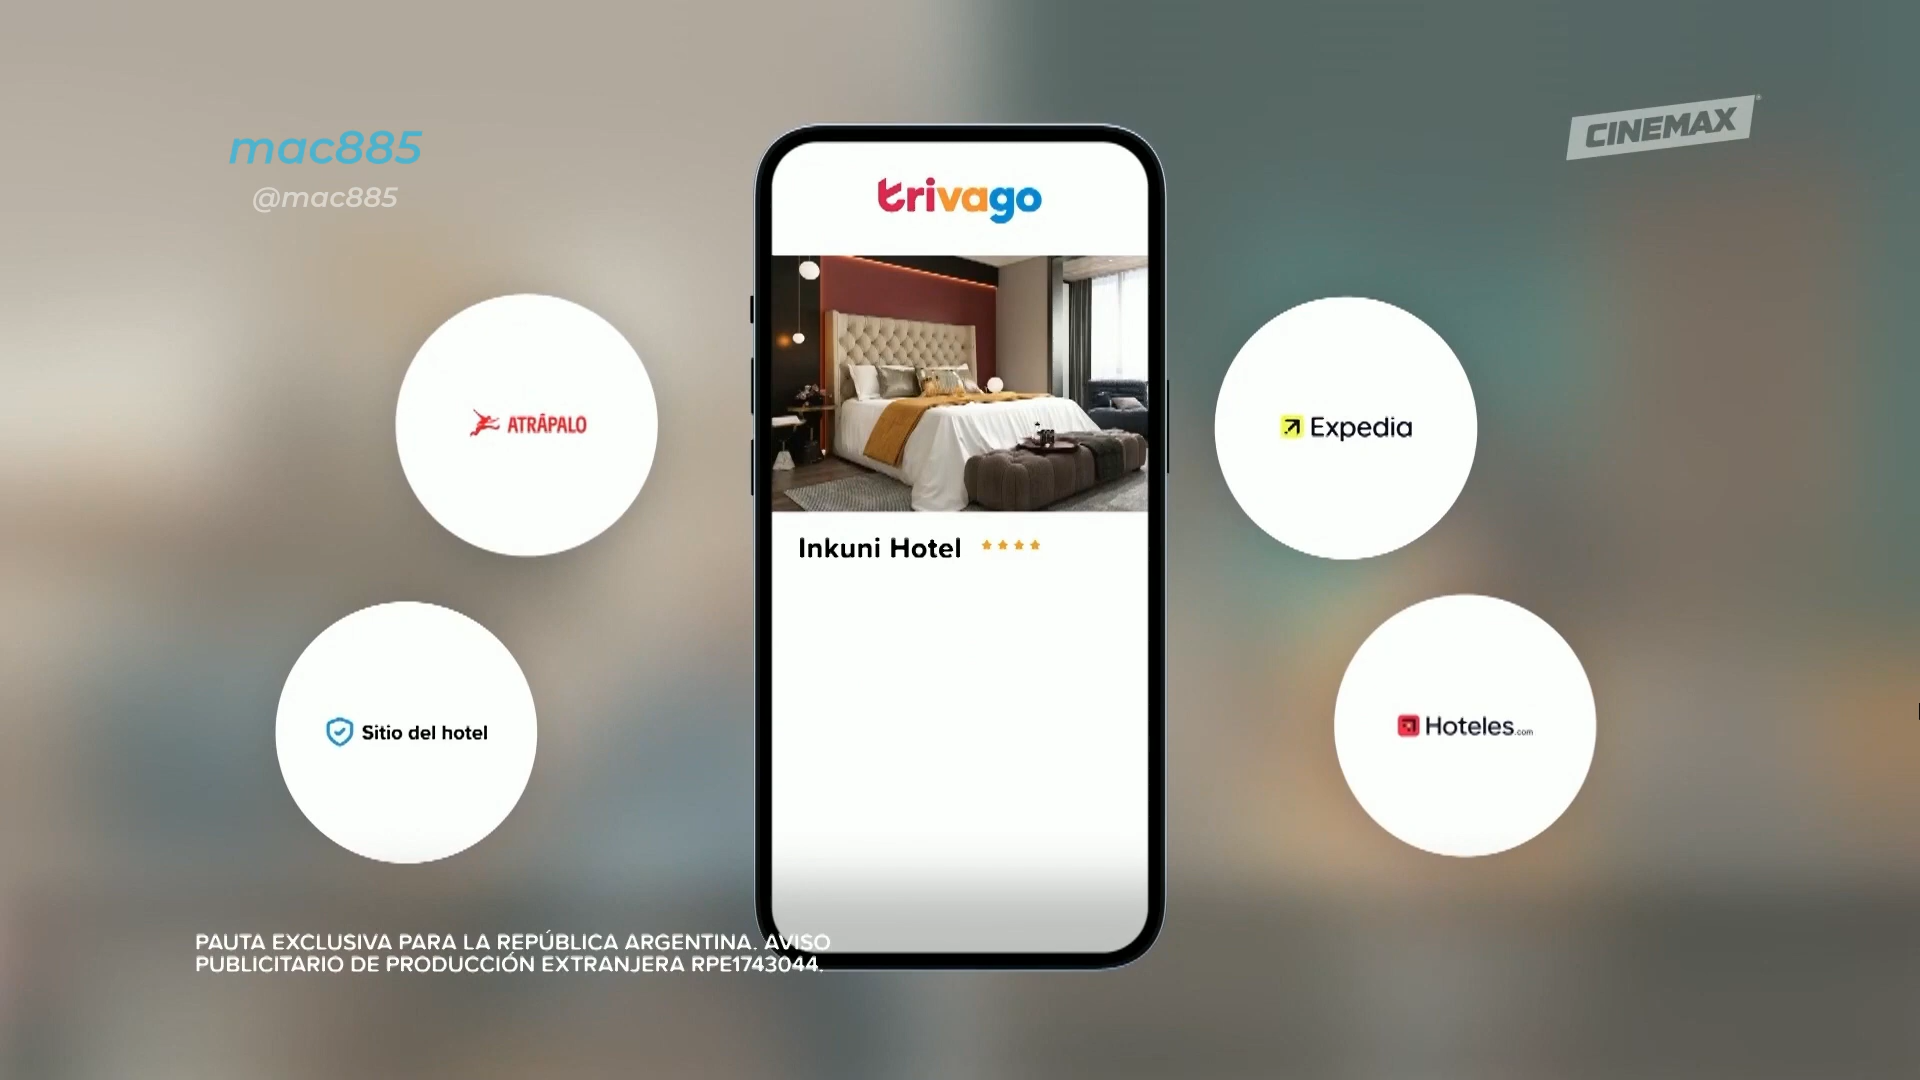 mac885
@mac885
CINEMAX
trivago
ATRÁPALO
Expedia
Inkuni Hotel
Sitio del hotel
Hoteles.com
PAUTA EXCLUSIVA PARA LA REPÚBLICA ARGENTINA. AVISO
PUBLICITARIO DE PRODUCCIÓN EXTRANJERA RPE1743044.